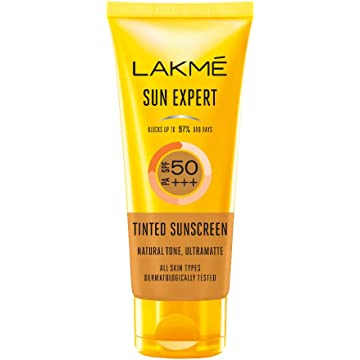 LAKMÉ
SUN EXPERT
BLOCKS UP TO 97% UVB RAYS
PA SPF 50
+++
TINTED SUNSCREEN
NATURAL TONE, ULTRAMATTE
ALL SKIN TYPES
DERMATOLOGICALLY TESTED